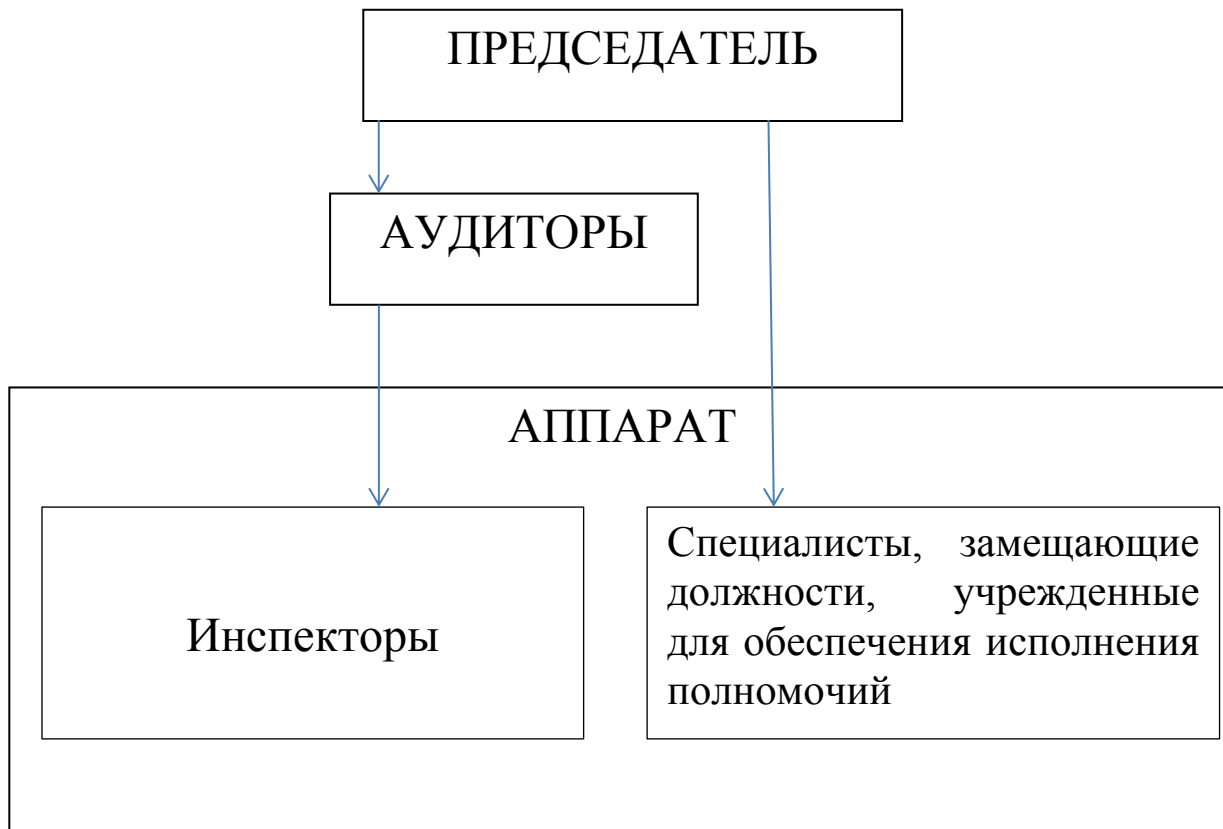 ПРЕДСЕДАТЕЛЬ
АУДИТОРЫ
АППАРАТ
Инспекторы
Специалисты, замещающие
должности, учрежденные
для обеспечения исполнения
полномочий